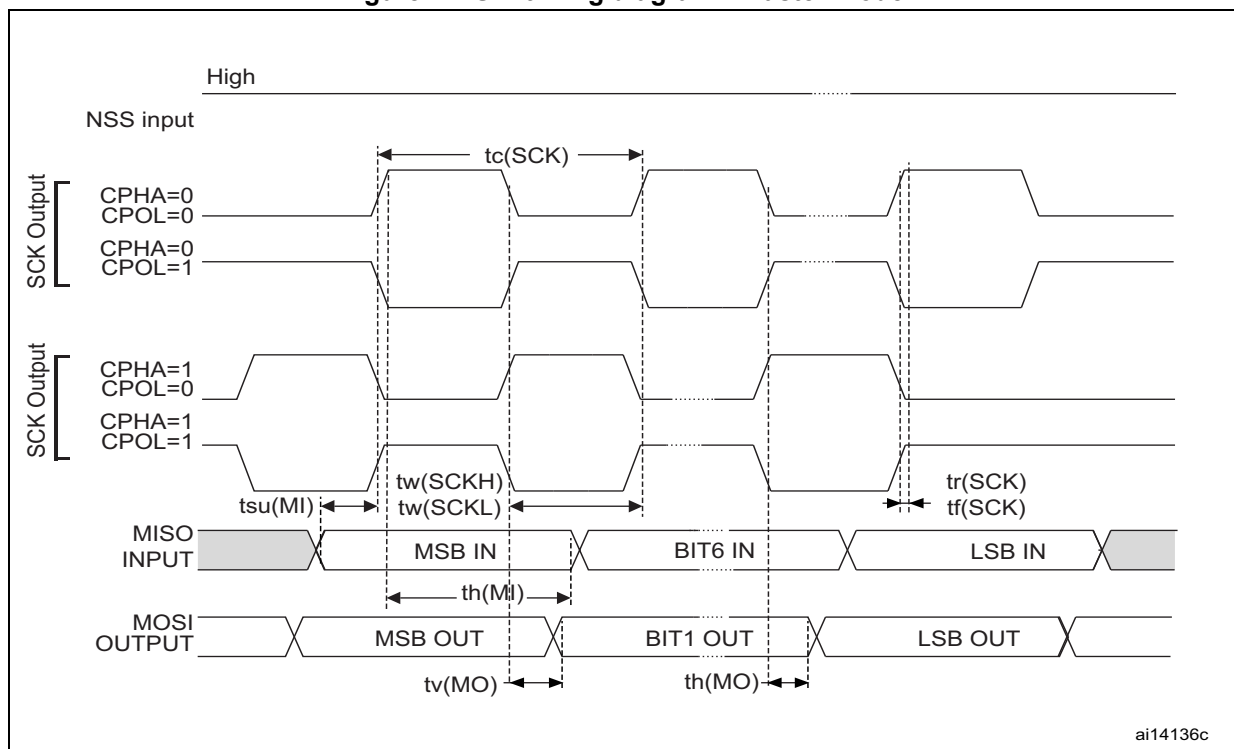 High
NSS input
tc(SCK)
SCK Output
CPHA=0
CPOL=0
CPHA=0
CPOL=1
SCK Output
CPHA=1
CPOL=0
CPHA=1
CPOL=1
tw(SCKH)
tw(SCKL)
tr(SCK)
tf(SCK)
tsu(MI)
MISO
INPUT
MSB IN
BIT6 IN
LSB IN
th(MI)
MOSI
OUTPUT
MSB OUT
BIT1 OUT
LSB OUT
tv(MO)
th(MO)
ai14136c